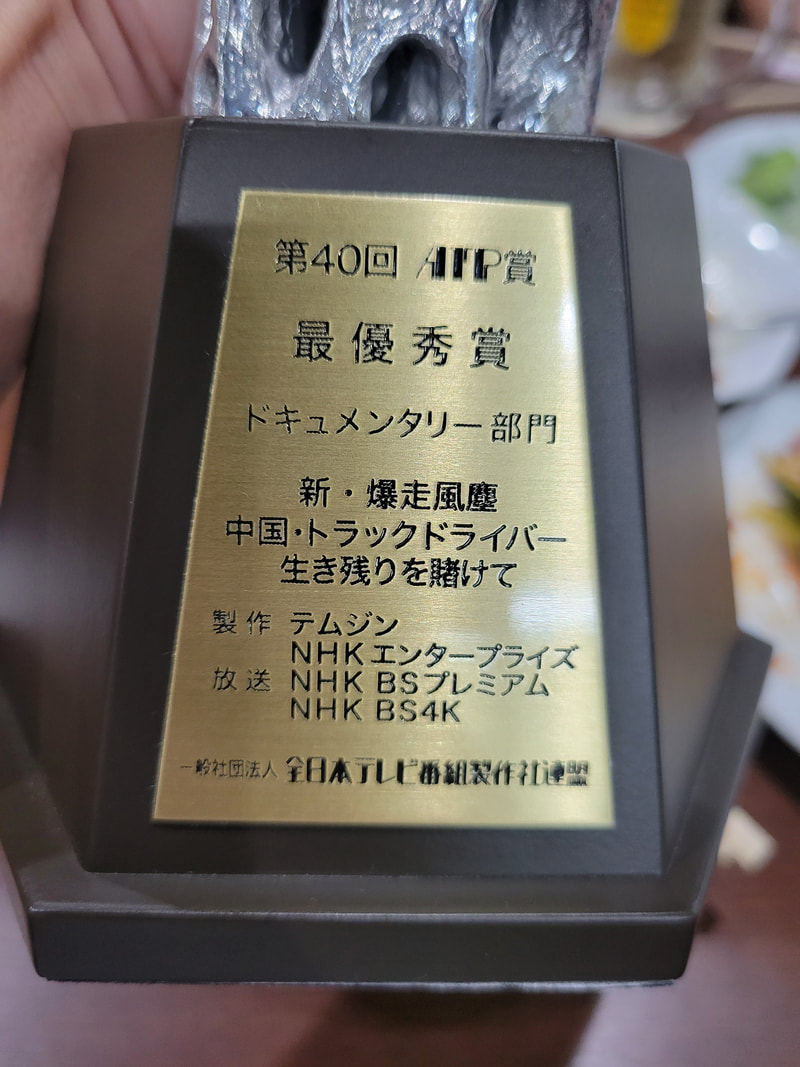 第40回 ATP賞
最優秀賞
ドキュメンタリー部門
新・爆走風塵
中国・トラックドライバー
生き残りを賭けて
製作 テムジン
NHKエンタープライズ
放送 NHK BSプレミアム
NHK BS4K
一般社団法人 全日本テレビ番組製作社連盟